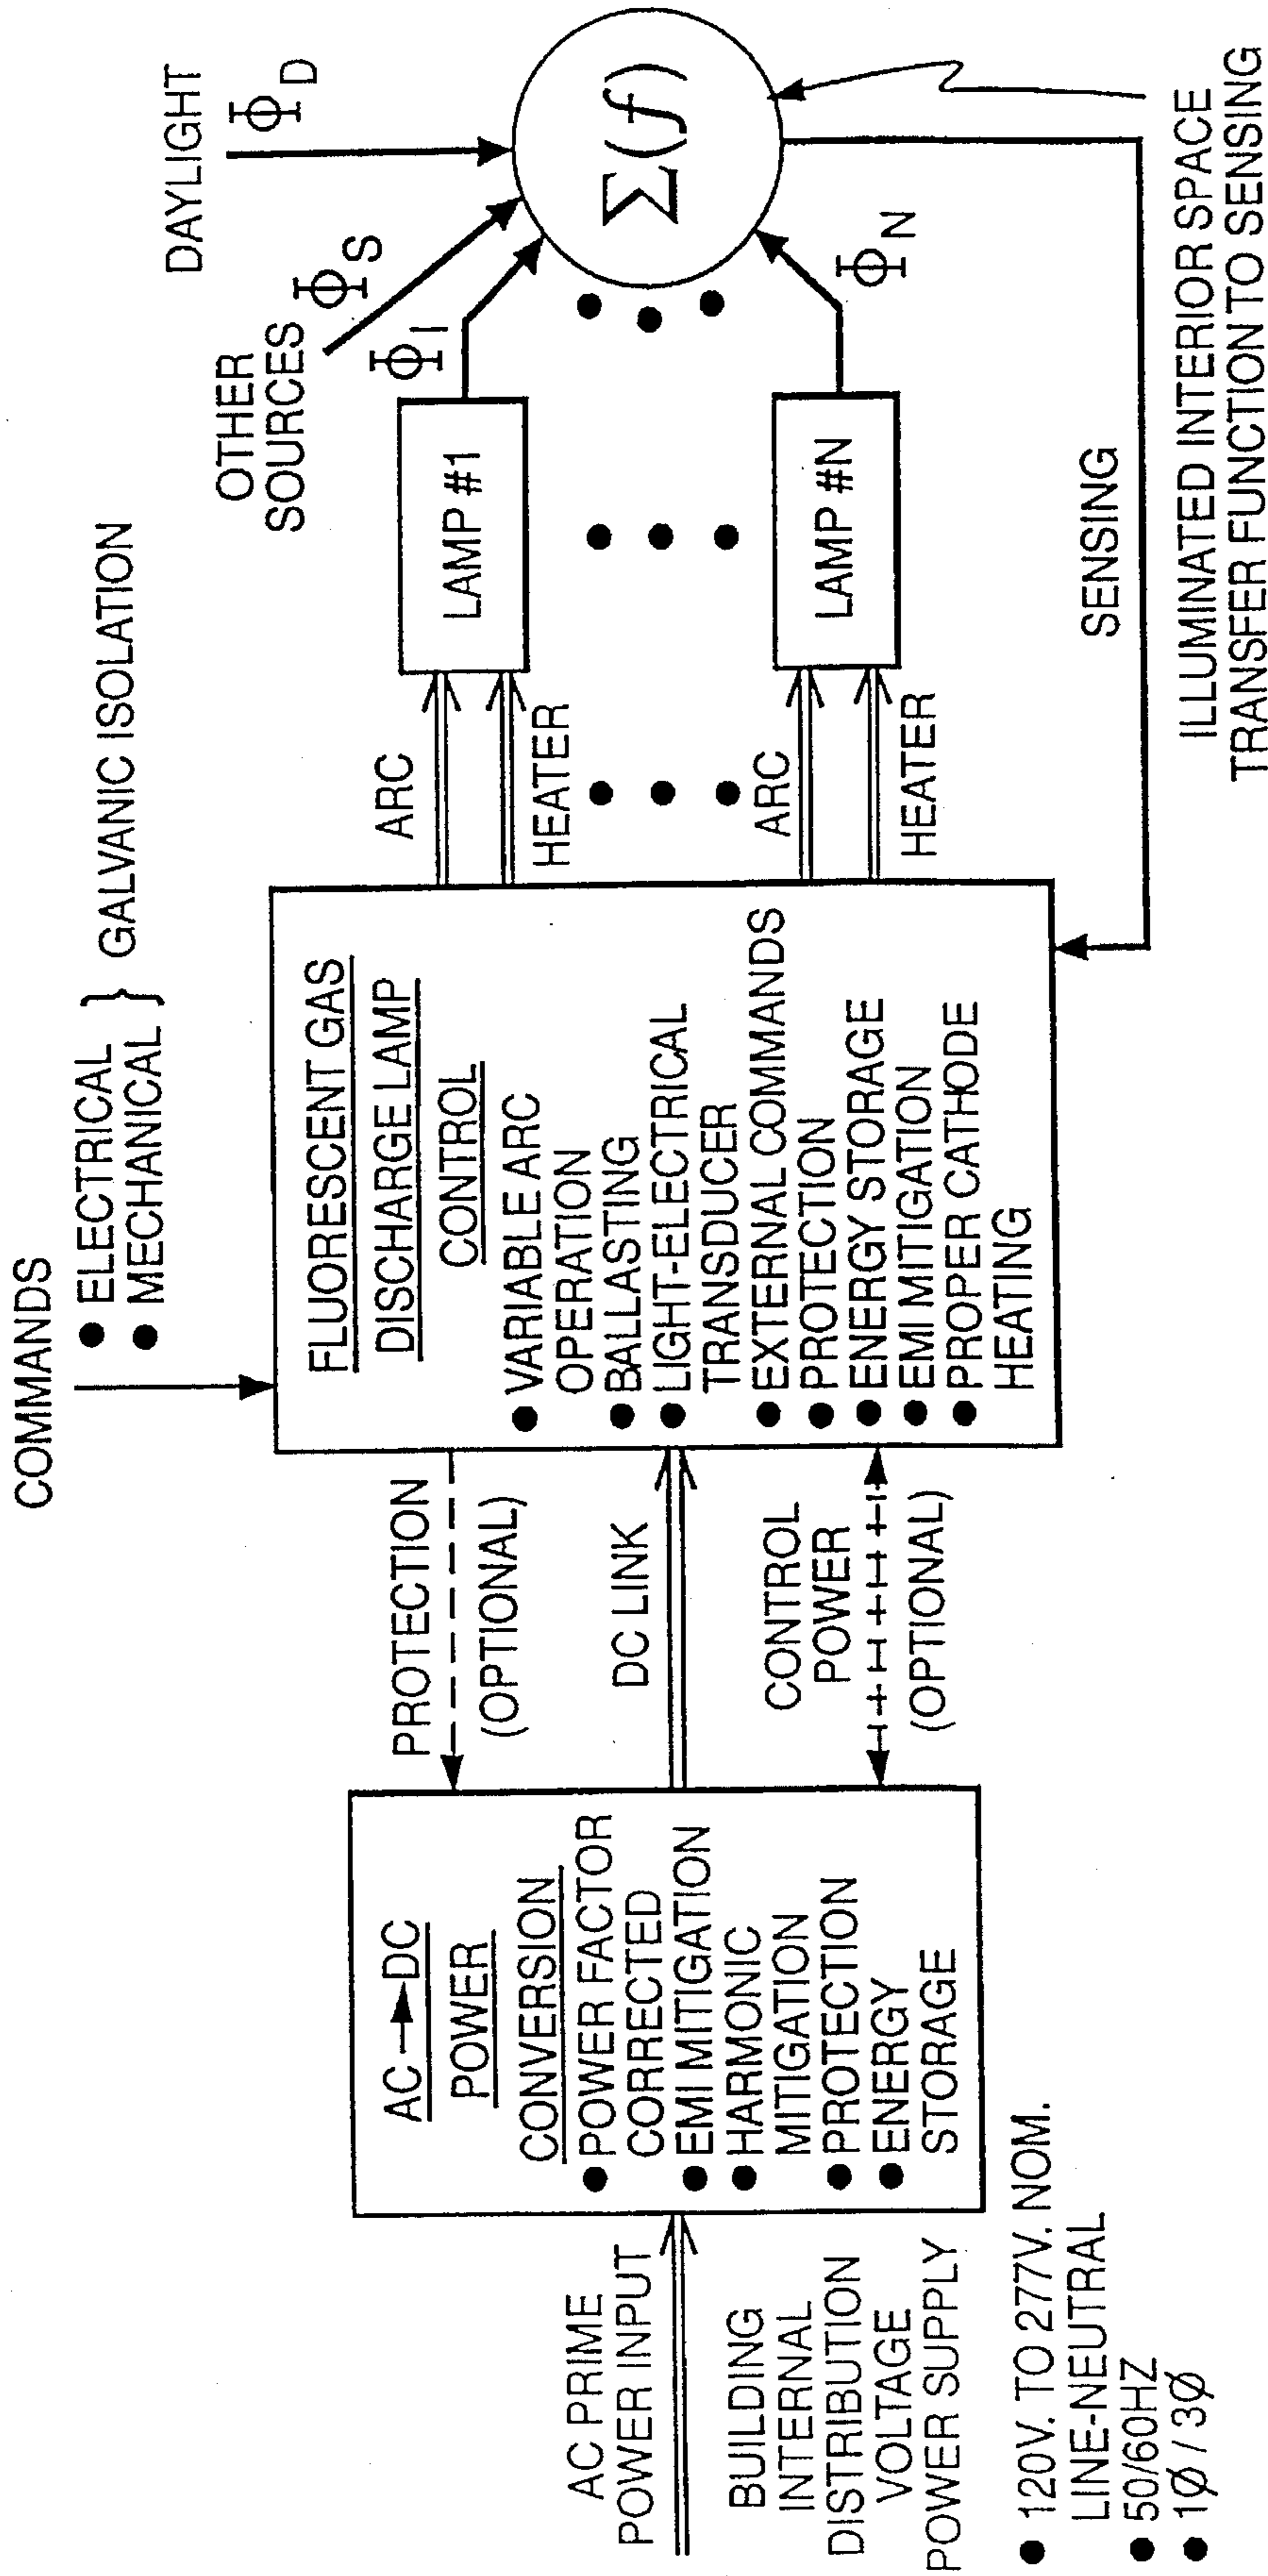 COMMANDS
● ELECTRICAL
● MECHANICAL
} GALVANIC ISOLATION
AC PRIME
POWER INPUT
BUILDING
INTERNAL
DISTRIBUTION
VOLTAGE
POWER SUPPLY
● 120V. TO 277V. NOM.
LINE-NEUTRAL
● 50/60HZ
● 1Ø / 3Ø
AC→DC
POWER
CONVERSION
● POWER FACTOR
CORRECTED
● EMI MITIGATION
● HARMONIC
MITIGATION
● PROTECTION
● ENERGY
STORAGE
PROTECTION
(OPTIONAL)
DC LINK
CONTROL
POWER
(OPTIONAL)
FLUORESCENT GAS
DISCHARGE LAMP
CONTROL
● VARIABLE ARC
OPERATION
● BALLASTING
● LIGHT-ELECTRICAL
TRANSDUCER
● EXTERNAL COMMANDS
● PROTECTION
● ENERGY STORAGE
● EMI MITIGATION
● PROPER CATHODE
HEATING
ARC
HEATER
ARC
HEATER
LAMP #1
LAMP #N
OTHER
SOURCES
DAYLIGHT
Φ D
Φ S
Φ I
Φ N
Σ(f)
SENSING
ILLUMINATED INTERIOR SPACE
TRANSFER FUNCTION TO SENSING